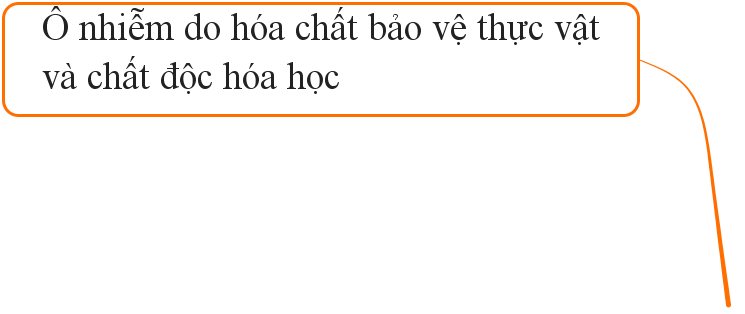 Ô nhiễm do hóa chất bảo vệ thực vật
và chất độc hóa học